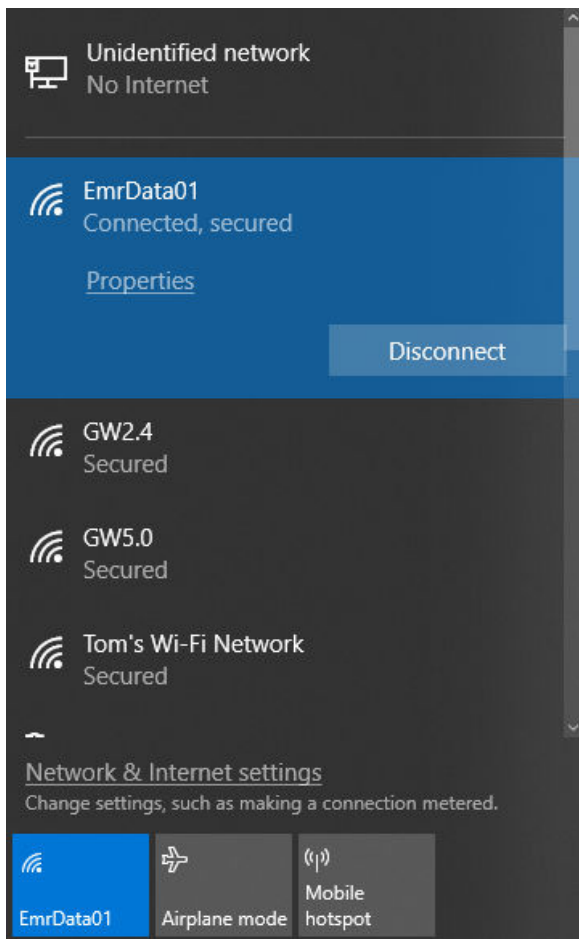 Unidentified network
No Internet
EmrData01
Connected, secured
Properties
Disconnect
GW2.4
Secured
GW5.0
Secured
Tom's Wi-Fi Network
Secured
Network & Internet settings
Change settings, such as making a connection metered.
EmrData01
Airplane mode
Mobile
hotspot